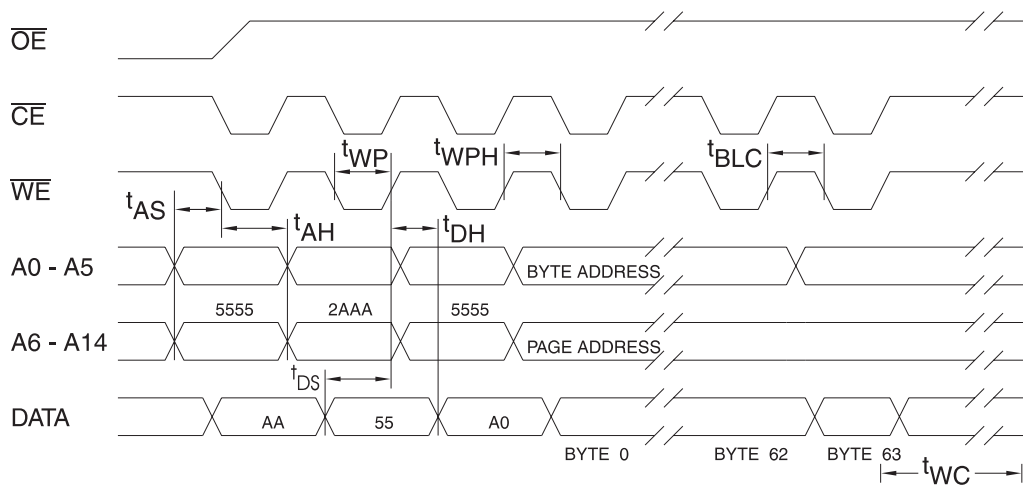 OE
CE
tWP
tWPH
tBLC
WE
tAS
tAH
tDH
A0 - A5
BYTE ADDRESS
5555
2AAA
5555
A6 - A14
PAGE ADDRESS
tDS
DATA
AA
55
A0
BYTE 0
BYTE 62
BYTE 63
tWC